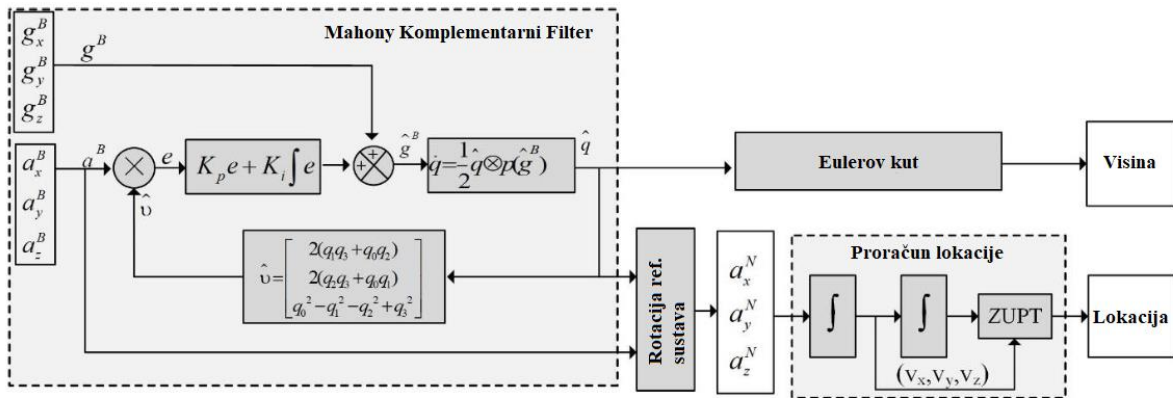 Mahony Komplementarni Filter
g_x^B
g_y^B
g_z^B
g^B
a_x^B
a_y^B
a_z^B
a^B
×
e
K_p e + K_i ∫ e
+
+
ĝ^B
q̇ = 1/2 q̂ ⊗ p(ĝ^B)
q̂
Eulerov kut
Visina
υ̂
υ̂ = [ 2(q_1q_3 + q_0q_2)
2(q_2q_3 + q_0q_1)
q_0^2 − q_1^2 − q_2^2 + q_3^2 ]
Rotacija ref.
sustava
a_x^N
a_y^N
a_z^N
Proračun lokacije
∫
∫
ZUPT
(v_x,v_y,v_z)
Lokacija